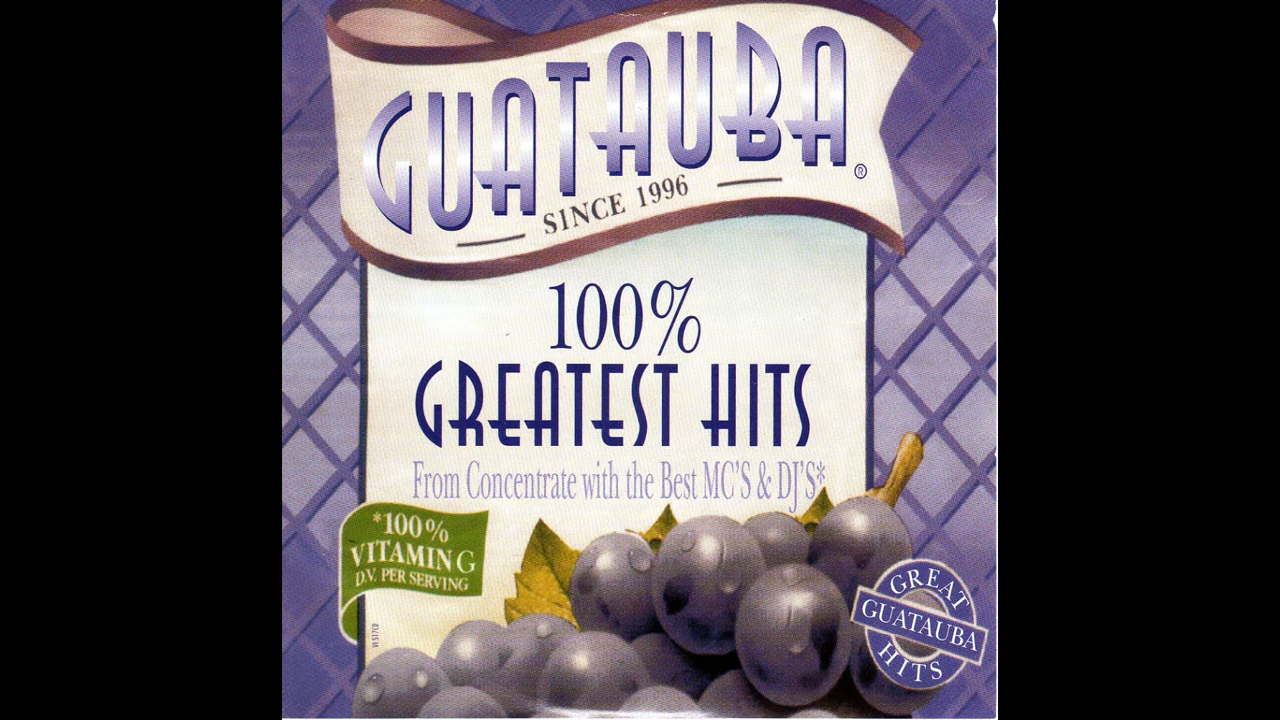 GUATAUBA
®
SINCE 1996
100%
GREATEST HITS
From Concentrate with the Best MC'S & DJ'S*
*100%
VITAMIN G
D.V. PER SERVING
GREAT
GUATAUBA
HITS